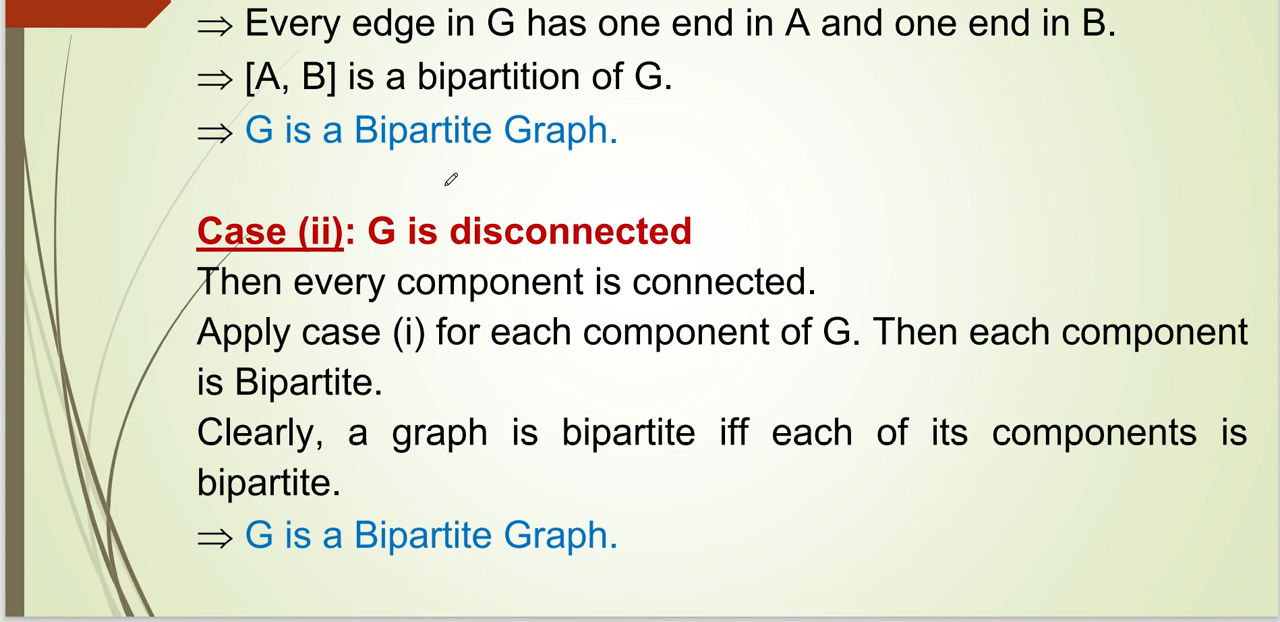 ⇒ Every edge in G has one end in A and one end in B.
⇒ [A, B] is a bipartition of G.
⇒ G is a Bipartite Graph.
Case (ii): G is disconnected
Then every component is connected.
Apply case (i) for each component of G. Then each component
is Bipartite.
Clearly, a graph is bipartite iff each of its components is
bipartite.
⇒ G is a Bipartite Graph.